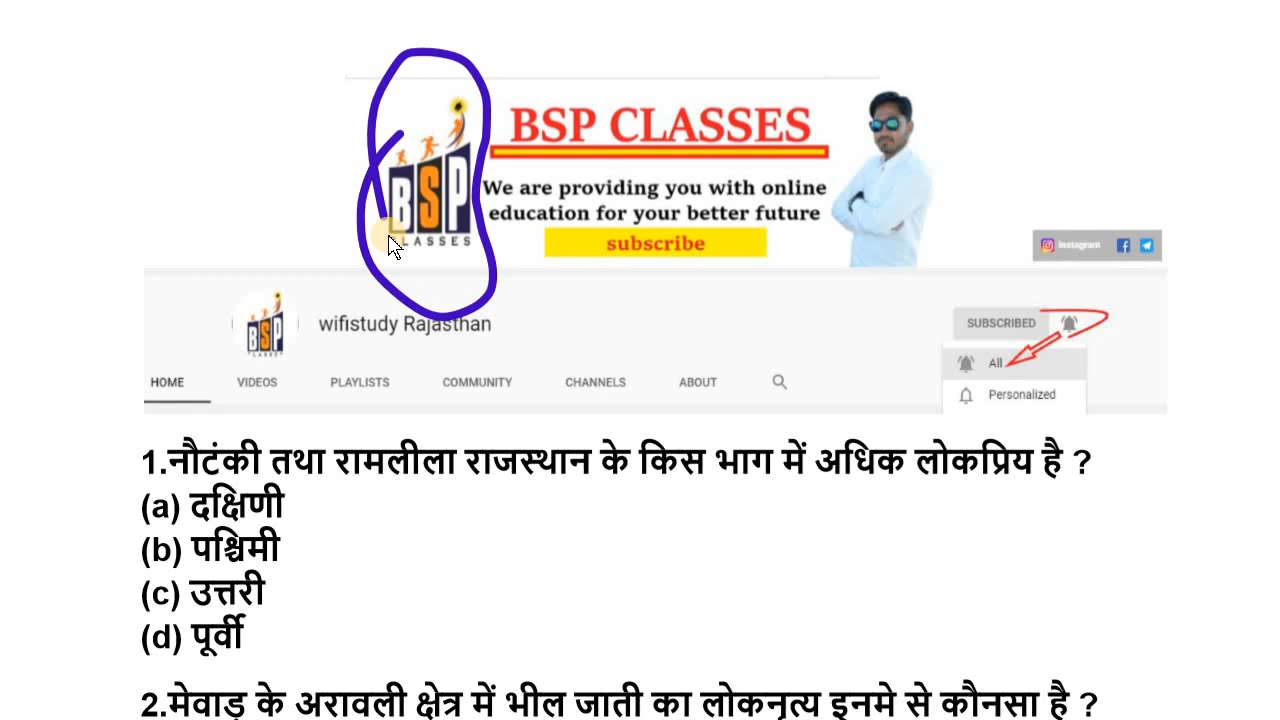 BSP CLASSES
BSP
CLASSES
We are providing you with online
education for your better future
subscribe
Instagram
BSP
wifistudy Rajasthan
SUBSCRIBED
All
HOME VIDEOS PLAYLISTS COMMUNITY CHANNELS ABOUT
Personalized
1.नौटंकी तथा रामलीला राजस्थान के किस भाग में अधिक लोकप्रिय है ?
(a) दक्षिणी
(b) पश्चिमी
(c) उत्तरी
(d) पूर्वी
2.मेवाड़ के अरावली क्षेत्र में भील जाती का लोकनृत्य इनमे से कौनसा है ?